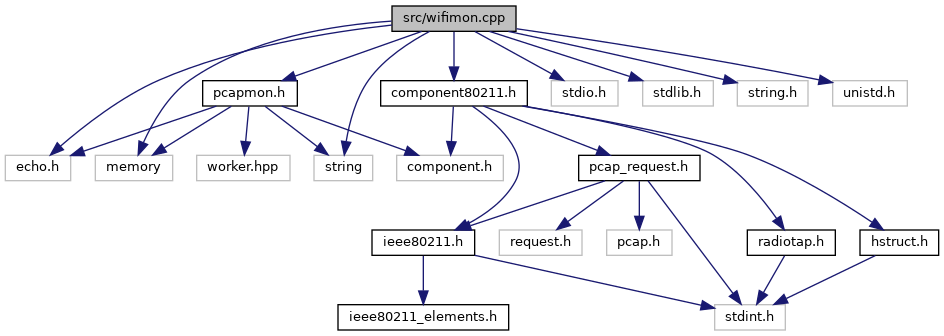 src/wifimon.cpp
pcapmon.h
component80211.h
stdio.h
stdlib.h
string.h
unistd.h
echo.h
memory
worker.hpp
string
component.h
pcap_request.h
ieee80211.h
request.h
pcap.h
radiotap.h
hstruct.h
ieee80211_elements.h
stdint.h